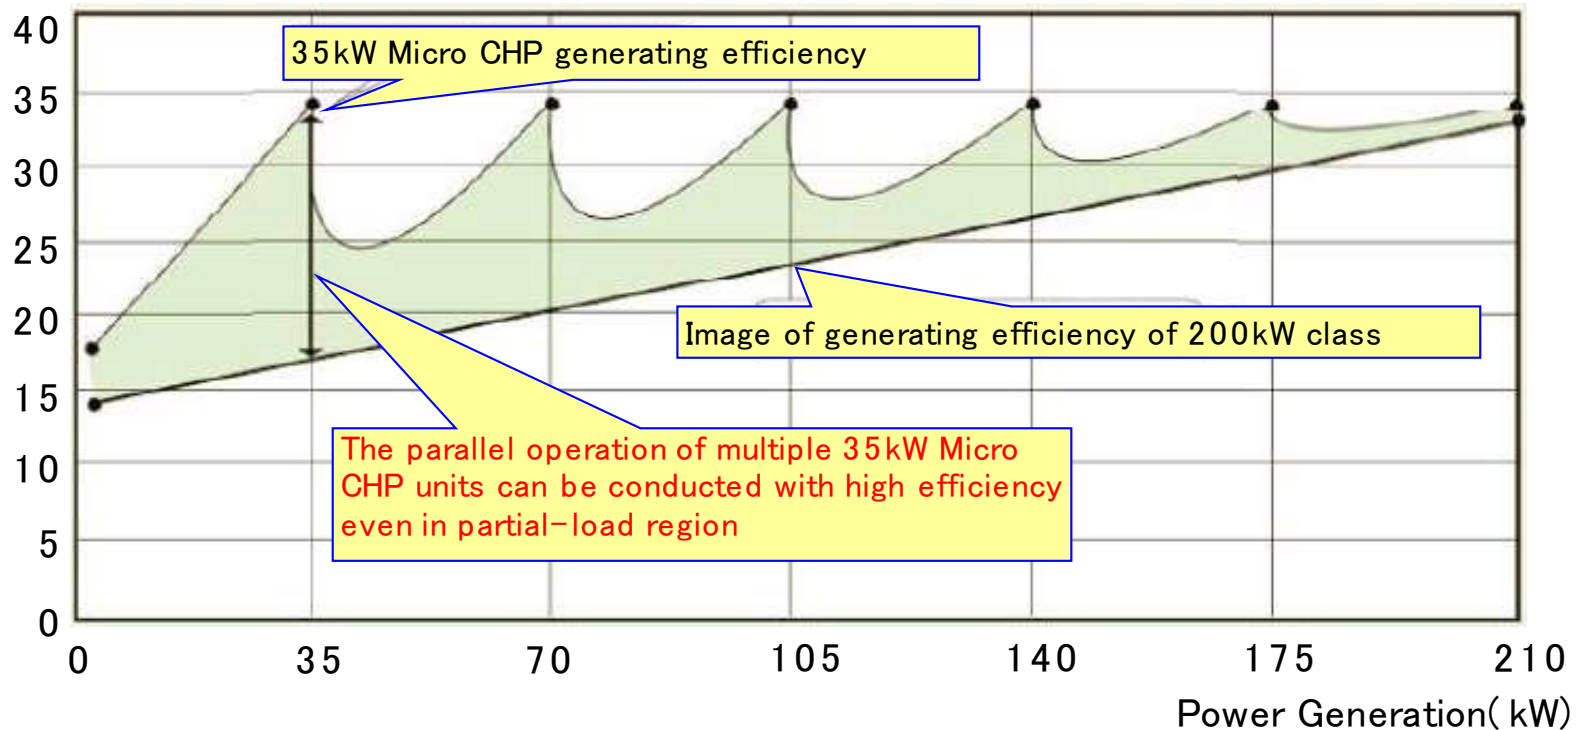 40
35kW Micro CHP generating efficiency
35
30
25
20
Image of generating efficiency of 200kW class
15
The parallel operation of multiple 35kW Micro
CHP units can be conducted with high efficiency
even in partial-load region
10
5
0
0 35 70 105 140 175 210
Power Generation( kW)